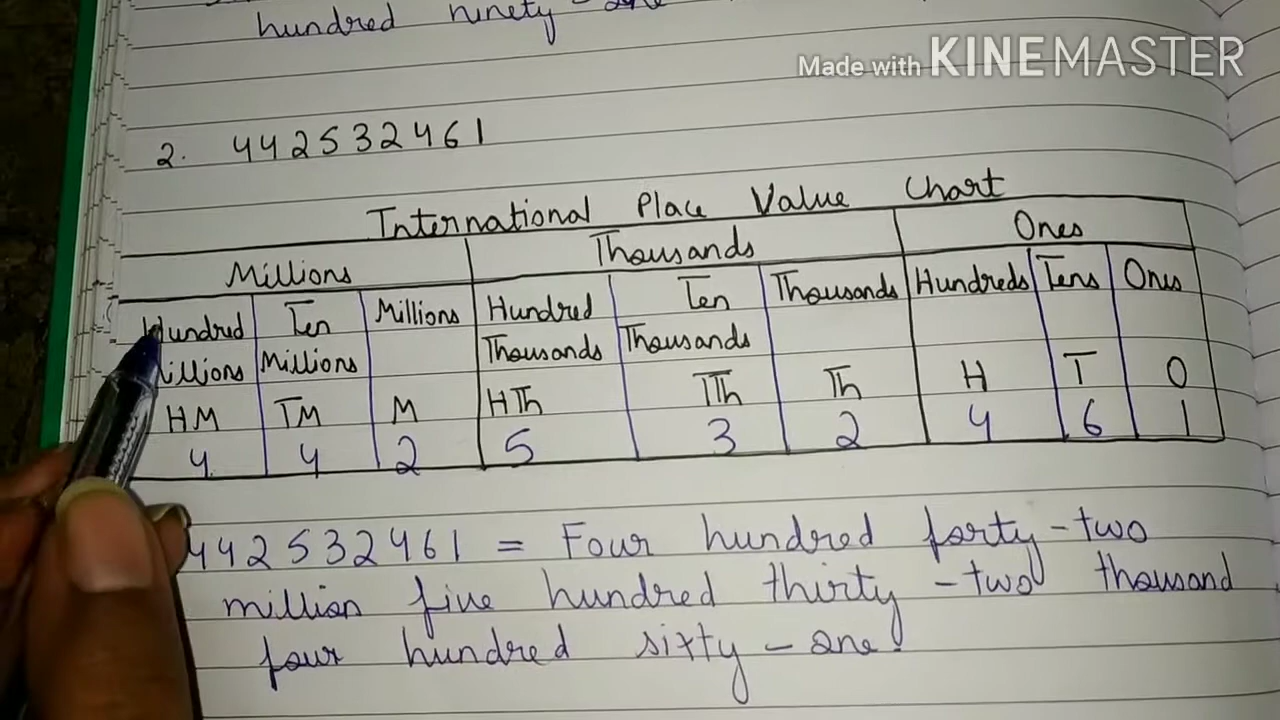 hundred ninety-one
Made with KINEMASTER
2. 442532461
International Place Value Chart
Millions Thousands Ones
Hundred Ten Millions Hundred Ten Thousands Hundreds Tens Ones
Millions Millions Thousands Thousands
HM TM M HTh TTh Th H T O
4 4 2 5 3 2 4 6 1
442532461 = Four hundred forty-two
million five hundred thirty-two thousand
four hundred sixty-one.